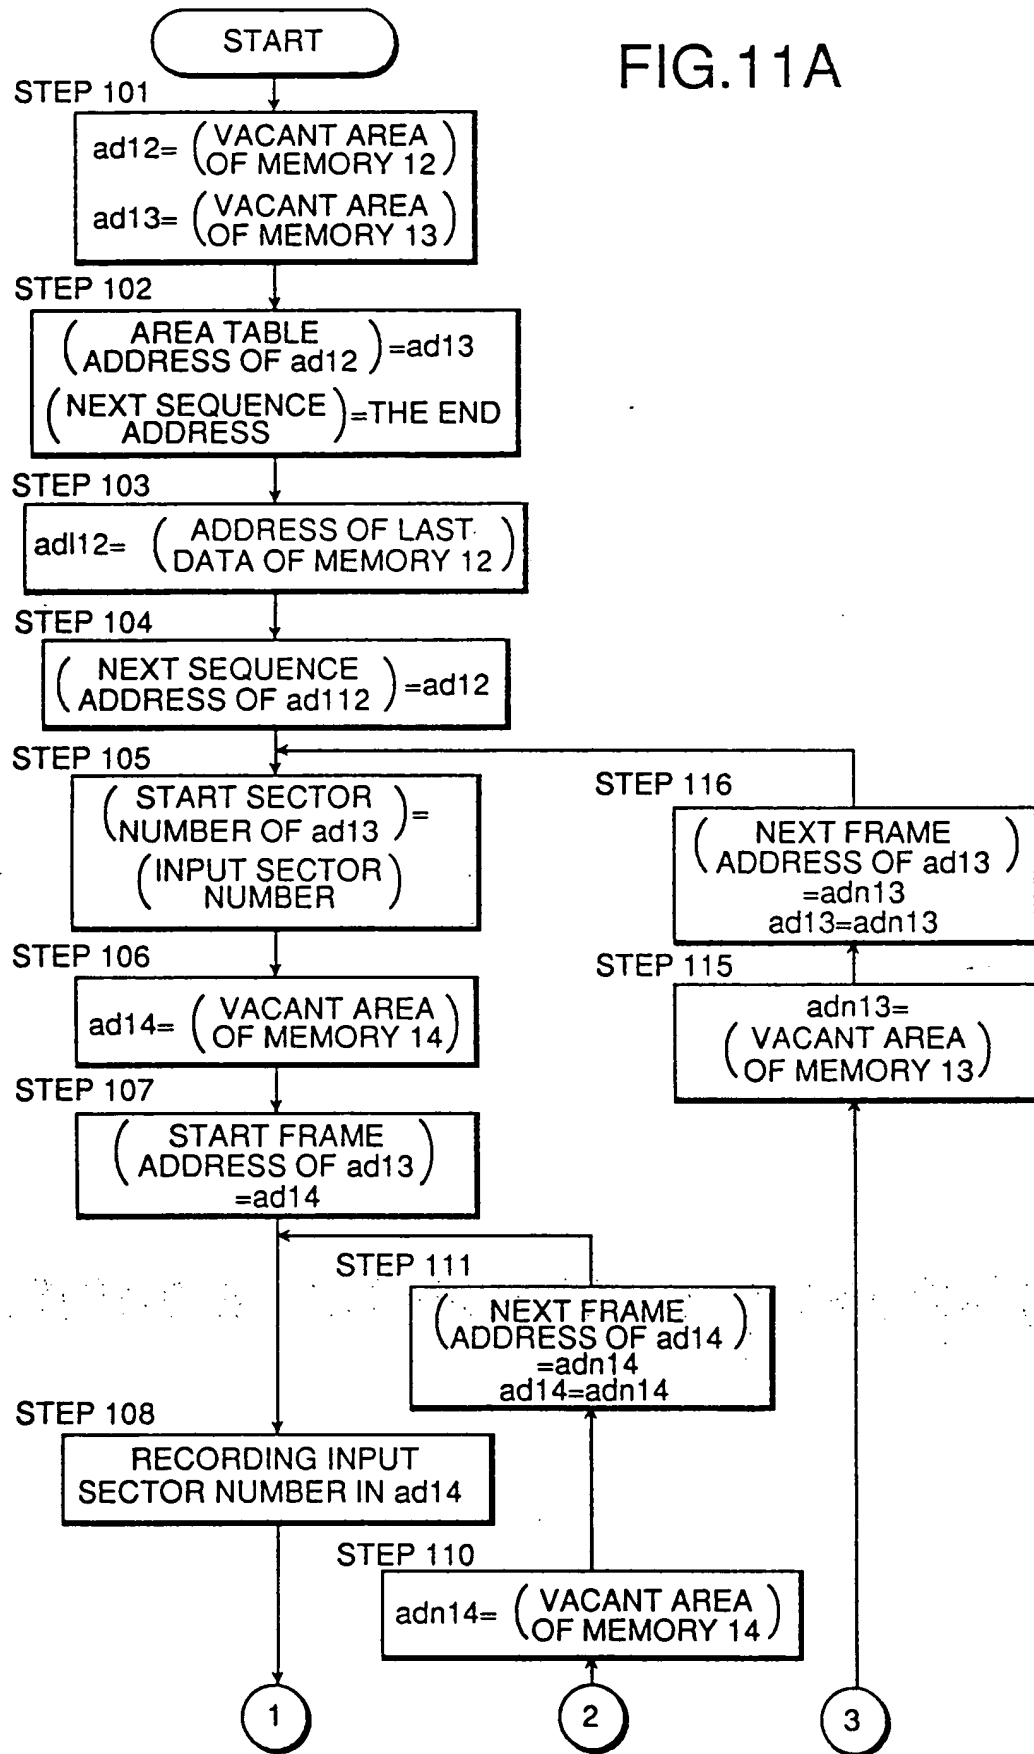 FIG.11A
START
STEP 101
ad12= (VACANT AREA
OF MEMORY 12)
ad13= (VACANT AREA
OF MEMORY 13)
STEP 102
(AREA TABLE
ADDRESS OF ad12)=ad13
(NEXT SEQUENCE
ADDRESS)=THE END
STEP 103
adl12= (ADDRESS OF LAST
DATA OF MEMORY 12)
STEP 104
(NEXT SEQUENCE
ADDRESS OF ad112)=ad12
STEP 105
(START SECTOR
NUMBER OF ad13)=
(INPUT SECTOR
NUMBER)
STEP 106
ad14= (VACANT AREA
OF MEMORY 14)
STEP 107
(START FRAME
ADDRESS OF ad13)
=ad14
STEP 108
RECORDING INPUT
SECTOR NUMBER IN ad14
1
STEP 111
(NEXT FRAME
ADDRESS OF ad14)
=adn14
ad14=adn14
STEP 110
adn14= (VACANT AREA
OF MEMORY 14)
2
STEP 116
(NEXT FRAME
ADDRESS OF ad13)
=adn13
ad13=adn13
STEP 115
adn13=
(VACANT AREA
OF MEMORY 13)
3